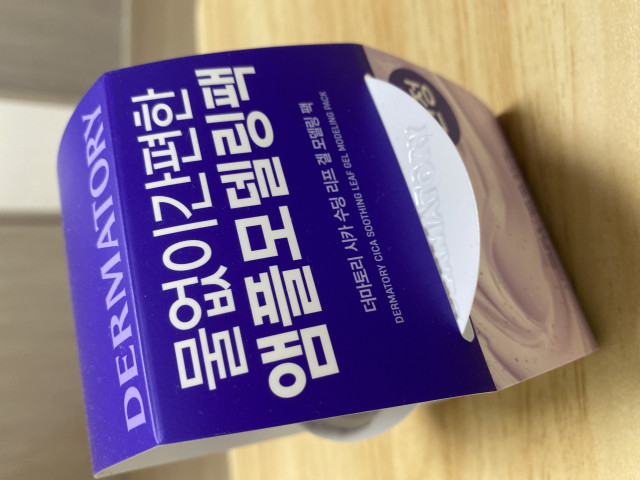 DERMATORY
물없이간편한
앰플모델링팩
더마토리 시카 수딩 리프 겔 모델링 팩
DERMATORY CICA SOOTHING LEAF GEL MODELING PACK